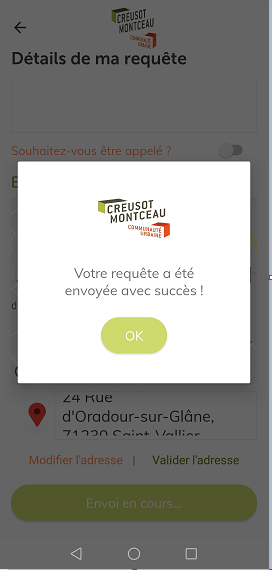 CREUSOT
MONTCEAU
COMMUNAUTÉ
URBAINE
Détails de ma requête
Souhaitez-vous être appelé ?
CREUSOT
MONTCEAU
COMMUNAUTÉ
URBAINE
Votre requête a été
envoyée avec succès !
OK
24 Rue
d'Oradour-sur-Glâne,
71230 Saint-Vallier
Modifier l'adresse | Valider l'adresse
Envoi en cours...